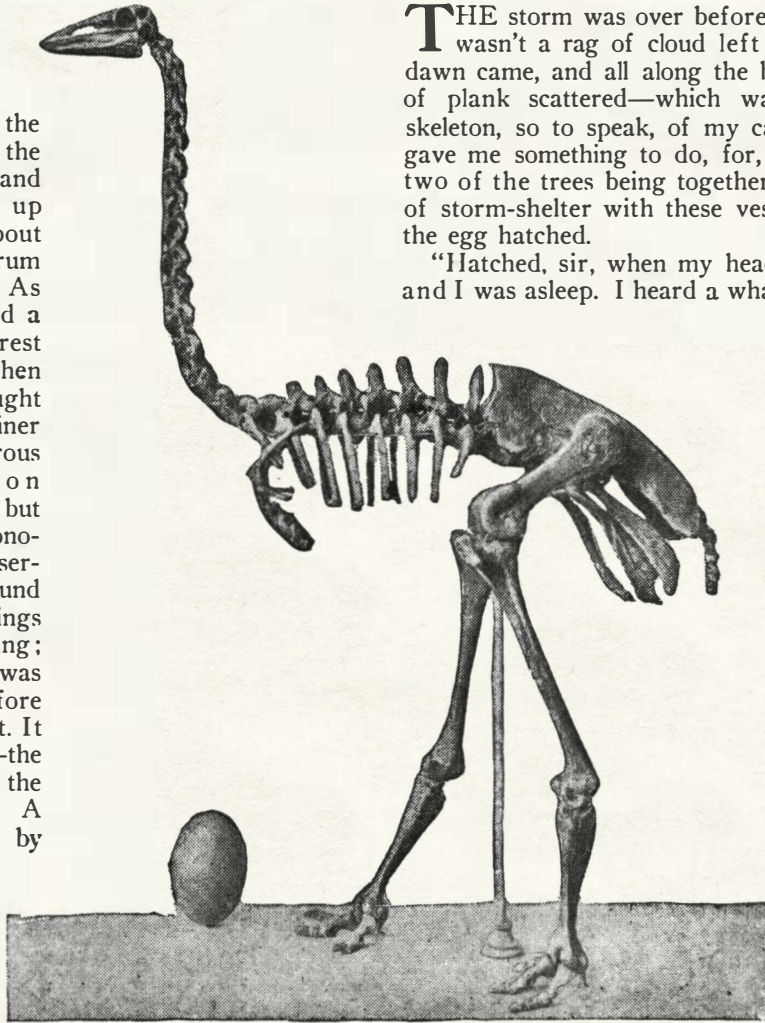 the
the
and
up
bout
rum
As
d a
rest
hen
ught
iner
rous
on
but
ono-
ser-
und
ings
ng;
was
fore
t. It
-the
the
A
by
THE storm was over before
wasn't a rag of cloud left
dawn came, and all along the b
of plank scattered—which wa
skeleton, so to speak, of my ca
gave me something to do, for,
two of the trees being together
of storm-shelter with these ves
the egg hatched.
"Hatched, sir, when my hea
and I was asleep. I heard a wha